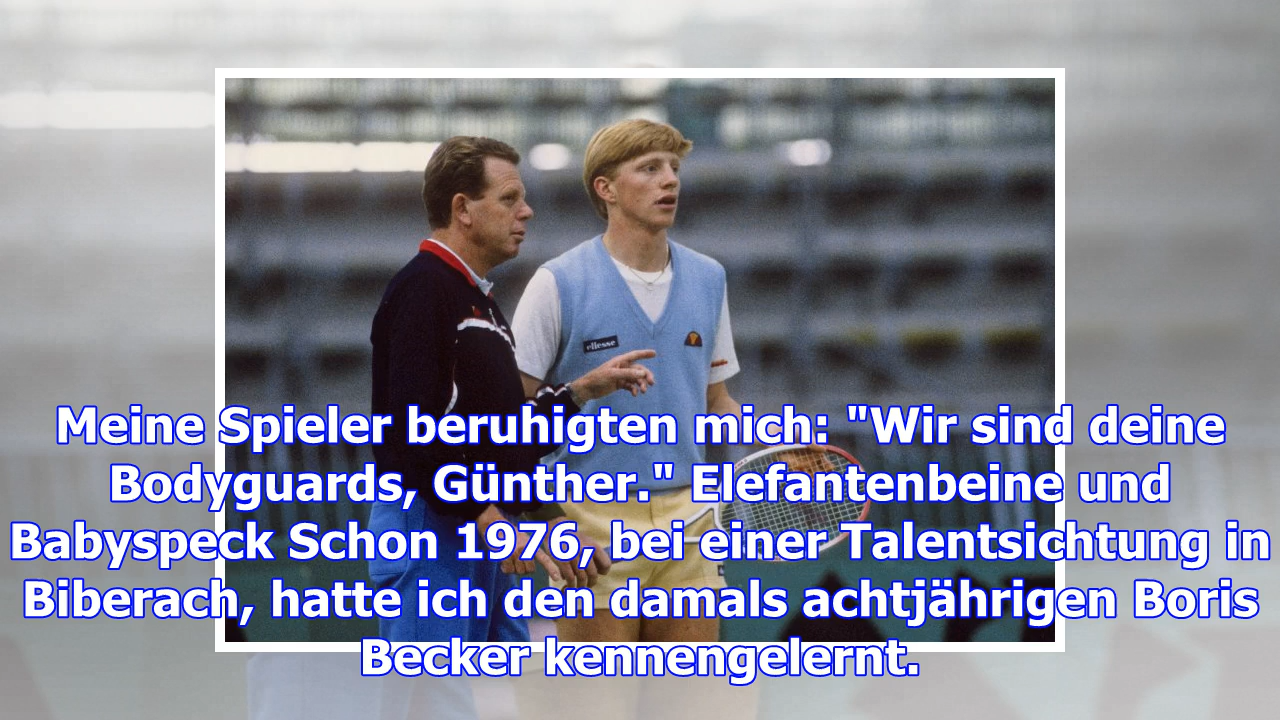 ellesse
Meine Spieler beruhigten mich: "Wir sind deine
Bodyguards, Günther." Elefantenbeine und
Babyspeck Schon 1976, bei einer Talentsichtung in
Biberach, hatte ich den damals achtjährigen Boris
Becker kennengelernt.